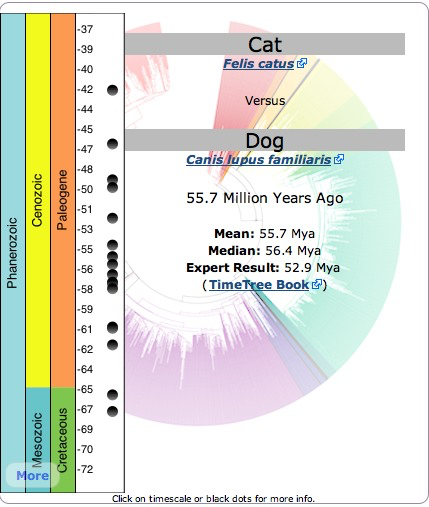 Phanerozoic
Cenozoic
Mesozoic
Paleogene
Cretaceous
-37
-39
-40
-42
-44
-45
-47
-48
-50
-51
-53
-55
-56
-58
-59
-61
-62
-64
-65
-67
-69
-70
-72
More
Cat
Felis catus
Versus
Dog
Canis lupus familiaris
55.7 Million Years Ago
Mean: 55.7 Mya
Median: 56.4 Mya
Expert Result: 52.9 Mya
(TimeTree Book)
Click on timescale or black dots for more info.